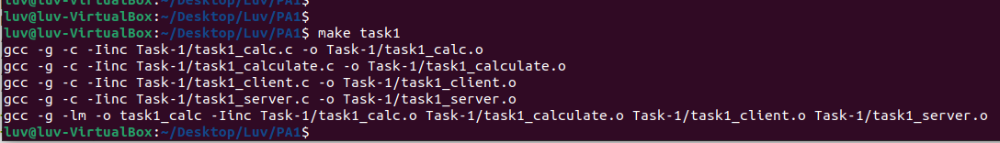 luv@luv-VirtualBox:~/Desktop/Luv/PA1$
luv@luv-VirtualBox:~/Desktop/Luv/PA1$
luv@luv-VirtualBox:~/Desktop/Luv/PA1$ make task1
gcc -g -c -Iinc Task-1/task1_calc.c -o Task-1/task1_calc.o
gcc -g -c -Iinc Task-1/task1_calculate.c -o Task-1/task1_calculate.o
gcc -g -c -Iinc Task-1/task1_client.c -o Task-1/task1_client.o
gcc -g -c -Iinc Task-1/task1_server.c -o Task-1/task1_server.o
gcc -g -lm -o task1_calc -Iinc Task-1/task1_calc.o Task-1/task1_calculate.o Task-1/task1_client.o Task-1/task1_server.o
luv@luv-VirtualBox:~/Desktop/Luv/PA1$